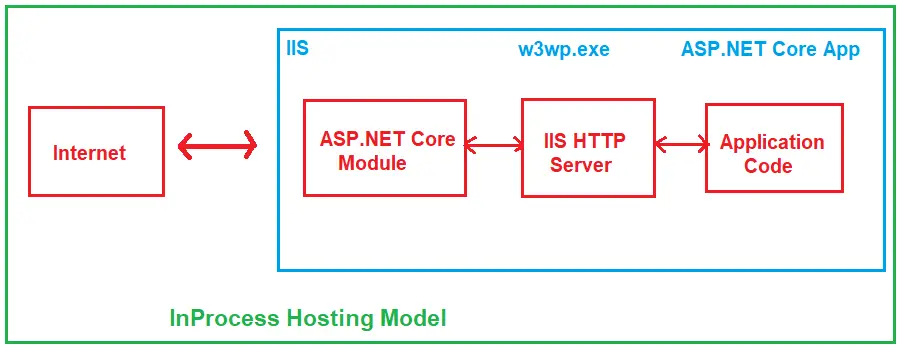 IIS
w3wp.exe
ASP.NET Core App
Internet
ASP.NET Core
Module
IIS HTTP
Server
Application
Code
InProcess Hosting Model